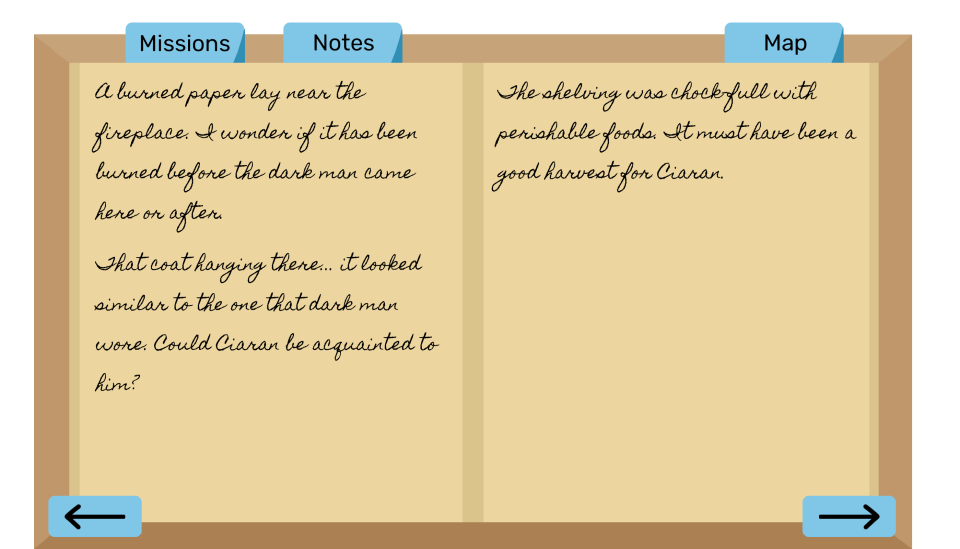 Missions
Notes
Map
A burned paper lay near the
fireplace. I wonder if it has been
burned before the dark man came
here or after.
That coat hanging there... it looked
similar to the one that dark man
wore. Could Ciaran be acquainted to
him?
The shelving was chock-full with
perishable foods. It must have been a
good harvest for Ciaran.